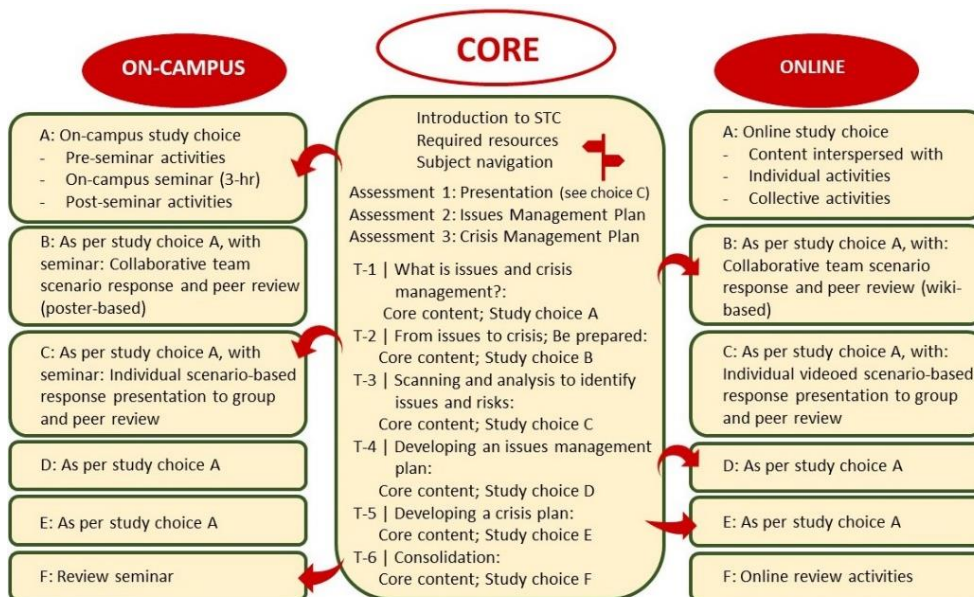 ON-CAMPUS
A: On-campus study choice
- Pre-seminar activities
- On-campus seminar (3-hr)
- Post-seminar activities
B: As per study choice A, with
seminar: Collaborative team
scenario response and peer review
(poster-based)
C: As per study choice A, with
seminar: Individual scenario-based
response presentation to group
and peer review
D: As per study choice A
E: As per study choice A
F: Review seminar
CORE
Introduction to STC
Required resources
Subject navigation
Assessment 1: Presentation (see choice C)
Assessment 2: Issues Management Plan
Assessment 3: Crisis Management Plan
T-1 | What is issues and crisis
management?:
Core content; Study choice A
T-2 | From issues to crisis; Be prepared:
Core content; Study choice B
T-3 | Scanning and analysis to identify
issues and risks:
Core content; Study choice C
T-4 | Developing an issues management
plan:
Core content; Study choice D
T-5 | Developing a crisis plan:
Core content; Study choice E
T-6 | Consolidation:
Core content; Study choice F
ONLINE
A: Online study choice
- Content interspersed with
- Individual activities
- Collective activities
B: As per study choice A, with:
Collaborative team scenario
response and peer review (wiki-
based)
C: As per study choice A, with:
Individual videoed scenario-based
response presentation to group
and peer review
D: As per study choice A
E: As per study choice A
F: Online review activities